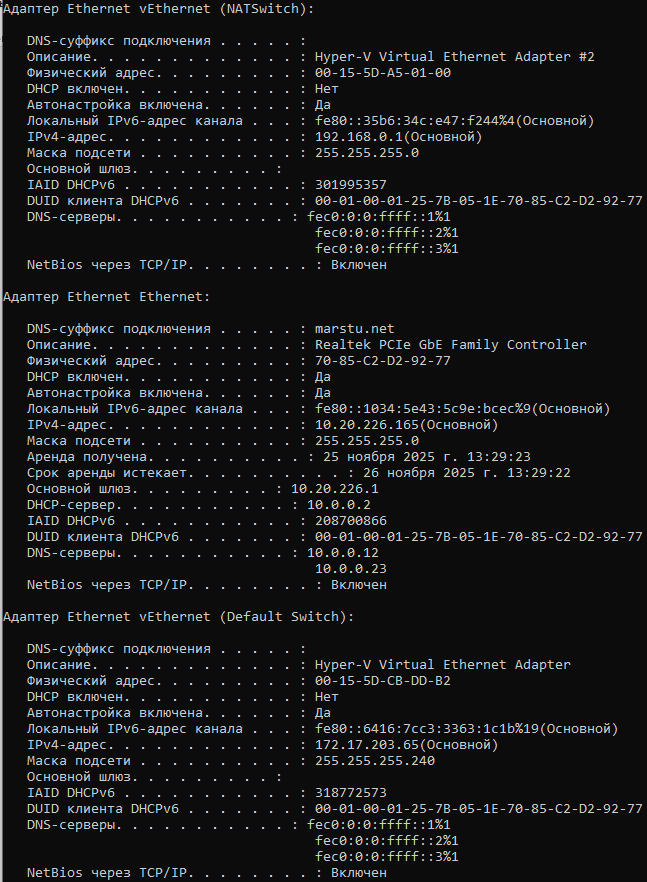 Адаптер Ethernet vEthernet (NATSwitch):
DNS-суффикс подключения . . . . . :
Описание. . . . . . . . . . . . . : Hyper-V Virtual Ethernet Adapter #2
Физический адрес. . . . . . . . . : 00-15-5D-A5-01-00
DHCP включен. . . . . . . . . . . : Нет
Автонастройка включена. . . . . . : Да
Локальный IPv6-адрес канала . . . : fe80::35b6:34c:e47:f244%4(Основной)
IPv4-адрес. . . . . . . . . . . . : 192.168.0.1(Основной)
Маска подсети . . . . . . . . . . : 255.255.255.0
Основной шлюз. . . . . . . . . :
IAID DHCPv6 . . . . . . . . . . . : 301995357
DUID клиента DHCPv6 . . . . . . . : 00-01-00-01-25-7B-05-1E-70-85-C2-D2-92-77
DNS-серверы. . . . . . . . . . . : fec0:0:0:ffff::1%1
fec0:0:0:ffff::2%1
fec0:0:0:ffff::3%1
NetBios через TCP/IP. . . . . . . . : Включен
Адаптер Ethernet Ethernet:
DNS-суффикс подключения . . . . . : marstu.net
Описание. . . . . . . . . . . . . : Realtek PCIe GbE Family Controller
Физический адрес. . . . . . . . . : 70-85-C2-D2-92-77
DHCP включен. . . . . . . . . . . : Да
Автонастройка включена. . . . . . : Да
Локальный IPv6-адрес канала . . . : fe80::1034:5e43:5c9e:bcec%9(Основной)
IPv4-адрес. . . . . . . . . . . . : 10.20.226.165(Основной)
Маска подсети . . . . . . . . . . : 255.255.255.0
Аренда получена. . . . . . . . . . : 25 ноября 2025 г. 13:29:23
Срок аренды истекает. . . . . . . . . . : 26 ноября 2025 г. 13:29:22
Основной шлюз. . . . . . . . . : 10.20.226.1
DHCP-сервер. . . . . . . . . . . : 10.0.0.2
IAID DHCPv6 . . . . . . . . . . . : 208700866
DUID клиента DHCPv6 . . . . . . . : 00-01-00-01-25-7B-05-1E-70-85-C2-D2-92-77
DNS-серверы. . . . . . . . . . . : 10.0.0.12
10.0.0.23
NetBios через TCP/IP. . . . . . . . : Включен
Адаптер Ethernet vEthernet (Default Switch):
DNS-суффикс подключения . . . . . :
Описание. . . . . . . . . . . . . : Hyper-V Virtual Ethernet Adapter
Физический адрес. . . . . . . . . : 00-15-5D-CB-DD-B2
DHCP включен. . . . . . . . . . . : Нет
Автонастройка включена. . . . . . : Да
Локальный IPv6-адрес канала . . . : fe80::6416:7cc3:3363:1c1b%19(Основной)
IPv4-адрес. . . . . . . . . . . . : 172.17.203.65(Основной)
Маска подсети . . . . . . . . . . : 255.255.255.240
Основной шлюз. . . . . . . . . :
IAID DHCPv6 . . . . . . . . . . . : 318772573
DUID клиента DHCPv6 . . . . . . . : 00-01-00-01-25-7B-05-1E-70-85-C2-D2-92-77
DNS-серверы. . . . . . . . . . . : fec0:0:0:ffff::1%1
fec0:0:0:ffff::2%1
fec0:0:0:ffff::3%1
NetBios через TCP/IP. . . . . . . . : Включен